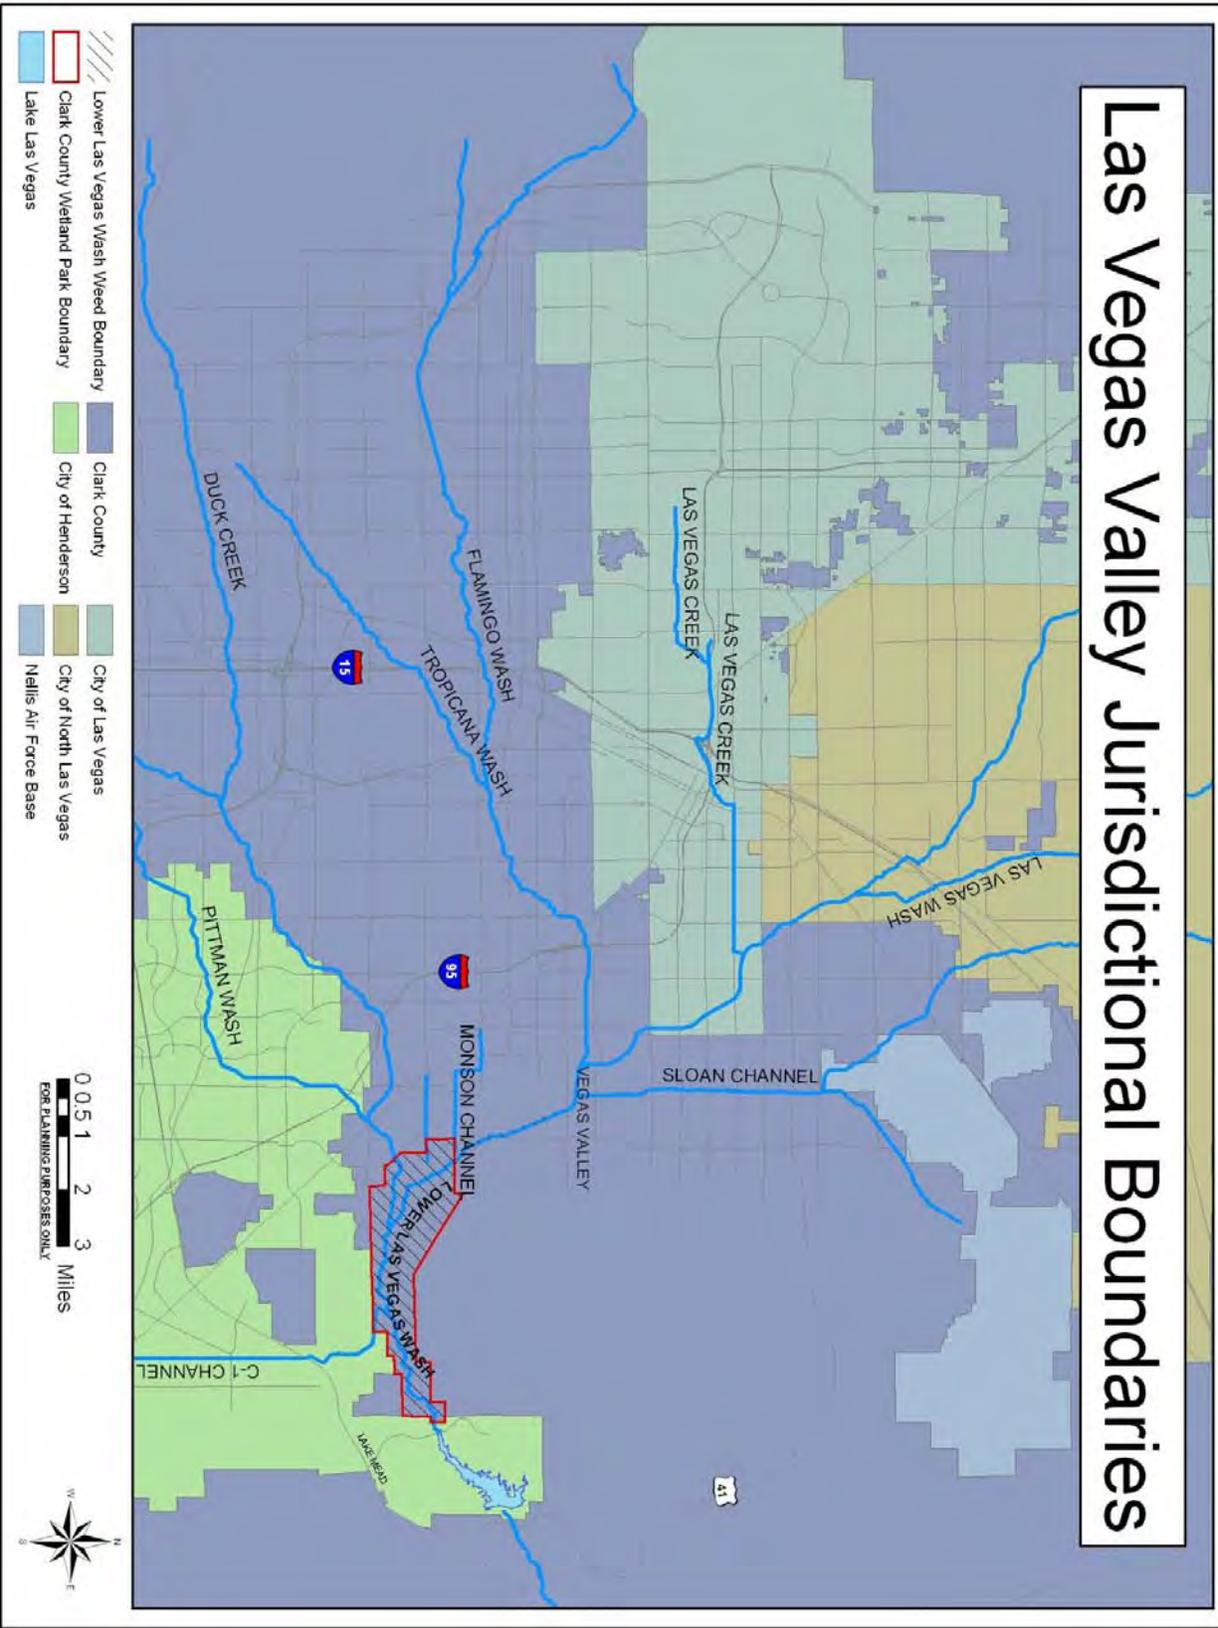 Las Vegas Valley Jurisdictional Boundaries
LAS VEGAS WASH
LAS VEGAS CREEK
LAS VEGAS CREEK
SLOAN CHANNEL
VEGAS VALLEY
FLAMINGO WASH
TROPICANA WASH
DUCK CREEK
15
95
41
MONSON CHANNEL
LOWER LAS VEGAS WASH
PITTMAN WASH
C-1 CHANNEL
LAKE MEAD
Lower Las Vegas Wash Weed Boundary
Clark County Wetland Park Boundary
Lake Las Vegas
Clark County
City of Henderson
City of Las Vegas
City of North Las Vegas
Nellis Air Force Base
0 0.5 1 2 3 Miles
FOR PLANNING PURPOSES ONLY
N
W
E
S